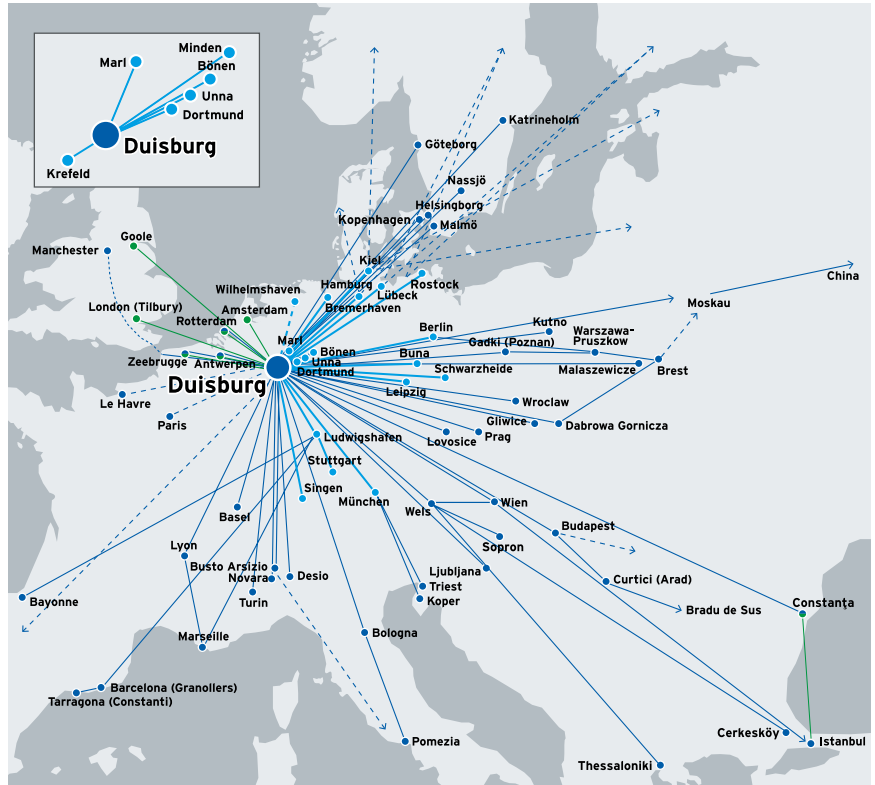 Minden
Marl
Bönen
Unna
Dortmund
Duisburg
Krefeld
Katrineholm
Göteborg
Nassjö
Helsingborg
Kopenhagen
Malmö
Goole
Manchester
Kiel
China
Wilhelmshaven
Hamburg
Rostock
Lübeck
Moskau
London (Tilbury)
Amsterdam
Bremerhaven
Rotterdam
Berlin
Kutno
Marl
Gadki (Poznan)
Warszawa-
Pruszkow
Bönen
Zeebrugge
Antwerpen
Unna
Buna
Dortmund
Schwarzheide
Malaszewicze
Brest
Duisburg
Leipzig
Le Havre
Wroclaw
Paris
Gliwice
Dabrowa Gornicza
Ludwigshafen
Lovosice
Prag
Stuttgart
Singen
München
Wels
Wien
Basel
Budapest
Lyon
Sopron
Busto Arsizio
Ljubljana
Novara
Desio
Triest
Curtici (Arad)
Bayonne
Turin
Koper
Constanţa
Bradu de Sus
Marseille
Bologna
Barcelona (Granollers)
Tarragona (Constanti)
Cerkesköy
Pomezia
Istanbul
Thessaloniki